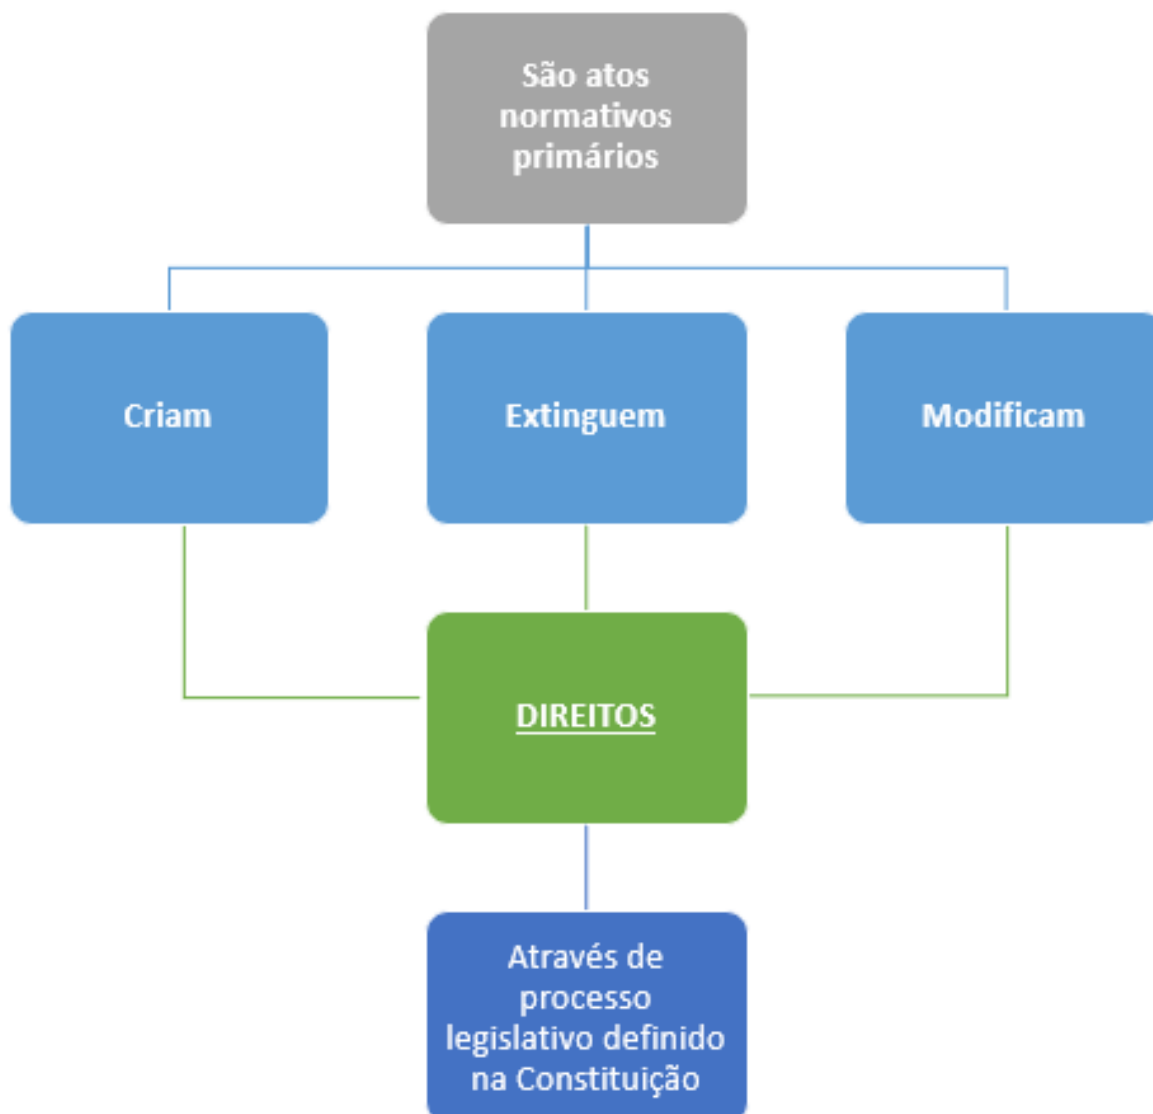 São atos
normativos
primários
Criam
Extinguem
Modificam
DIREITOS
Através de
processo
legislativo definido
na Constituição